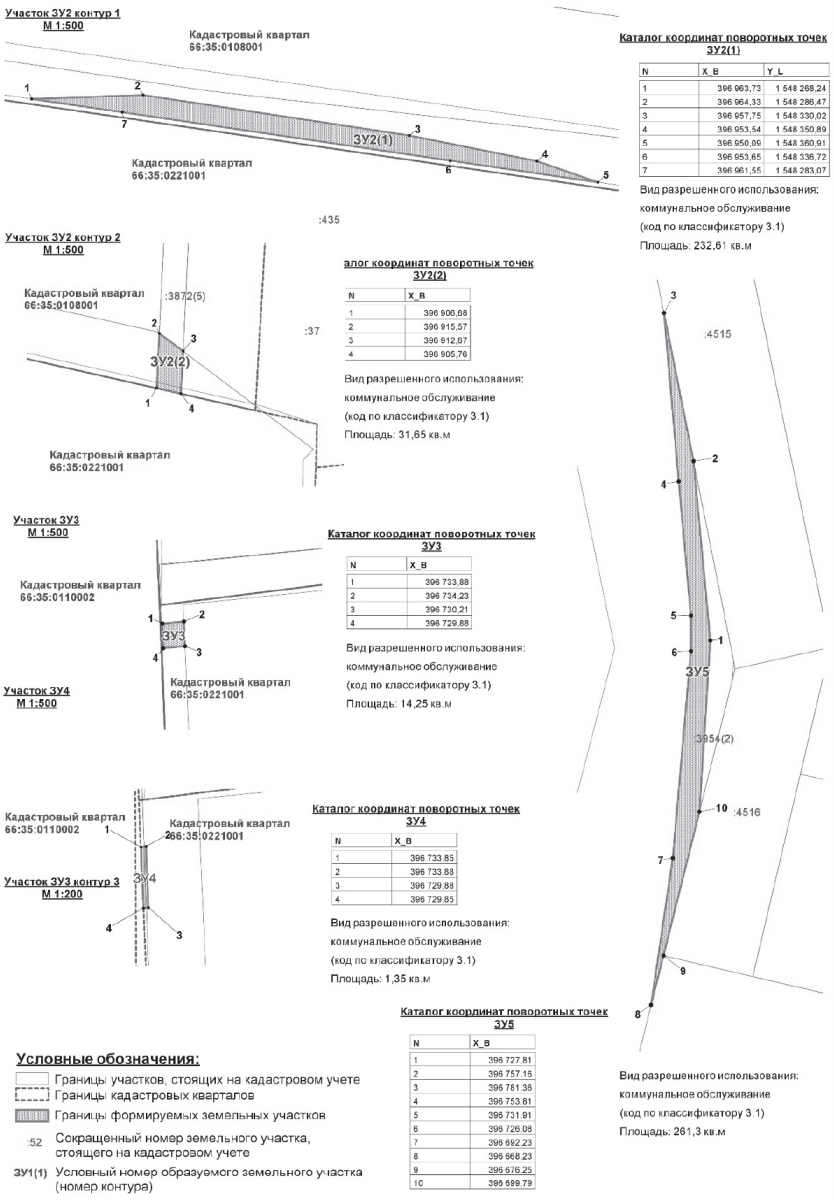 Участок ЗУ2 контур 1
М 1:500
Кадастровый квартал
66:35:0108001
1
2
3
4
5
6
7
ЗУ2(1)
Кадастровый квартал
66:35:0221001
:435
Каталог координат поворотных точек
ЗУ2(1)
N X_B Y_L
1 396 963,73 1 548 268,24
2 396 964,33 1 548 286,47
3 396 957,75 1 548 330,02
4 396 953,54 1 548 350,89
5 396 950,09 1 548 360,91
6 396 953,65 1 548 336,72
7 396 961,55 1 548 283,07
Вид разрешенного использования:
коммунальное обслуживание
(код по классификатору 3.1)
Площадь: 232,61 кв.м
Участок ЗУ2 контур 2
М 1:500
Кадастровый квартал
66:35:0108001
:3872(5)
:37
2
3
ЗУ2(2)
1
4
Кадастровый квартал
66:35:0221001
алог координат поворотных точек
ЗУ2(2)
N X_B
1 396 906,68
2 396 915,57
3 396 912,67
4 396 905,76
Вид разрешенного использования:
коммунальное обслуживание
(код по классификатору 3.1)
Площадь: 31,65 кв.м
Участок ЗУ3
М 1:500
Кадастровый квартал
66:35:0110002
1
2
ЗУ3
3
4
Кадастровый квартал
66:35:0221001
Каталог координат поворотных точек
ЗУ3
N X_B
1 396 733,88
2 396 734,23
3 396 730,21
4 396 729,88
Вид разрешенного использования:
коммунальное обслуживание
(код по классификатору 3.1)
Площадь: 14,25 кв.м
Участок ЗУ4
М 1:500
Кадастровый квартал
66:35:0110002
1
2
Кадастровый квартал
66:35:0221001
ЗУ4
4
3
Участок ЗУ3 контур 3
М 1:200
Каталог координат поворотных точек
ЗУ4
N X_B
1 396 733,85
2 396 733,88
3 396 729,88
4 396 729,85
Вид разрешенного использования:
коммунальное обслуживание
(код по классификатору 3.1)
Площадь: 1,35 кв.м
3
:4515
2
4
5
1
6
ЗУ5
:3954(2)
10
:4516
7
9
8
Каталог координат поворотных точек
ЗУ5
N X_B
1 396 727,81
2 396 757,16
3 396 781,36
4 396 753,81
5 396 731,91
6 396 726,08
7 396 692,23
8 396 668,23
9 396 676,25
10 396 699,79
Вид разрешенного использования:
коммунальное обслуживание
(код по классификатору 3.1)
Площадь: 261,3 кв.м
Условные обозначения:
Границы участков, стоящих на кадастровом учете
Границы кадастровых кварталов
Границы формируемых земельных участков
:52 Сокращенный номер земельного участка,
стоящего на кадастровом учете
ЗУ1(1) Условный номер образуемого земельного участка
(номер контура)